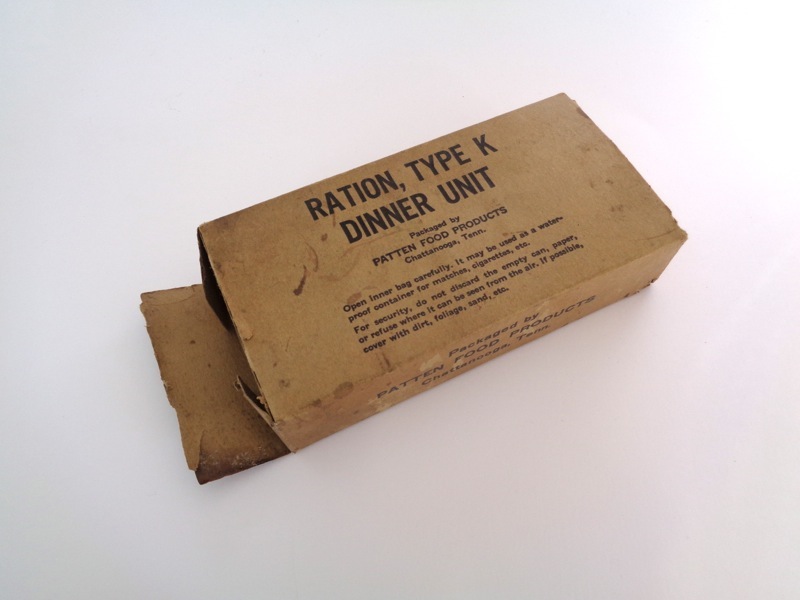 RATION, TYPE K
DINNER UNIT
Packaged by
PATTEN FOOD PRODUCTS
Chattanooga, Tenn.
Open inner bag carefully. It may be used as a water-
proof container for matches, cigarettes, etc.
For security, do not discard the empty can, paper,
or refuse where it can be seen from the air. If possible,
cover with dirt, foliage, sand, etc.
Packaged by
PATTEN FOOD PRODUCTS
Chattanooga, Tenn.